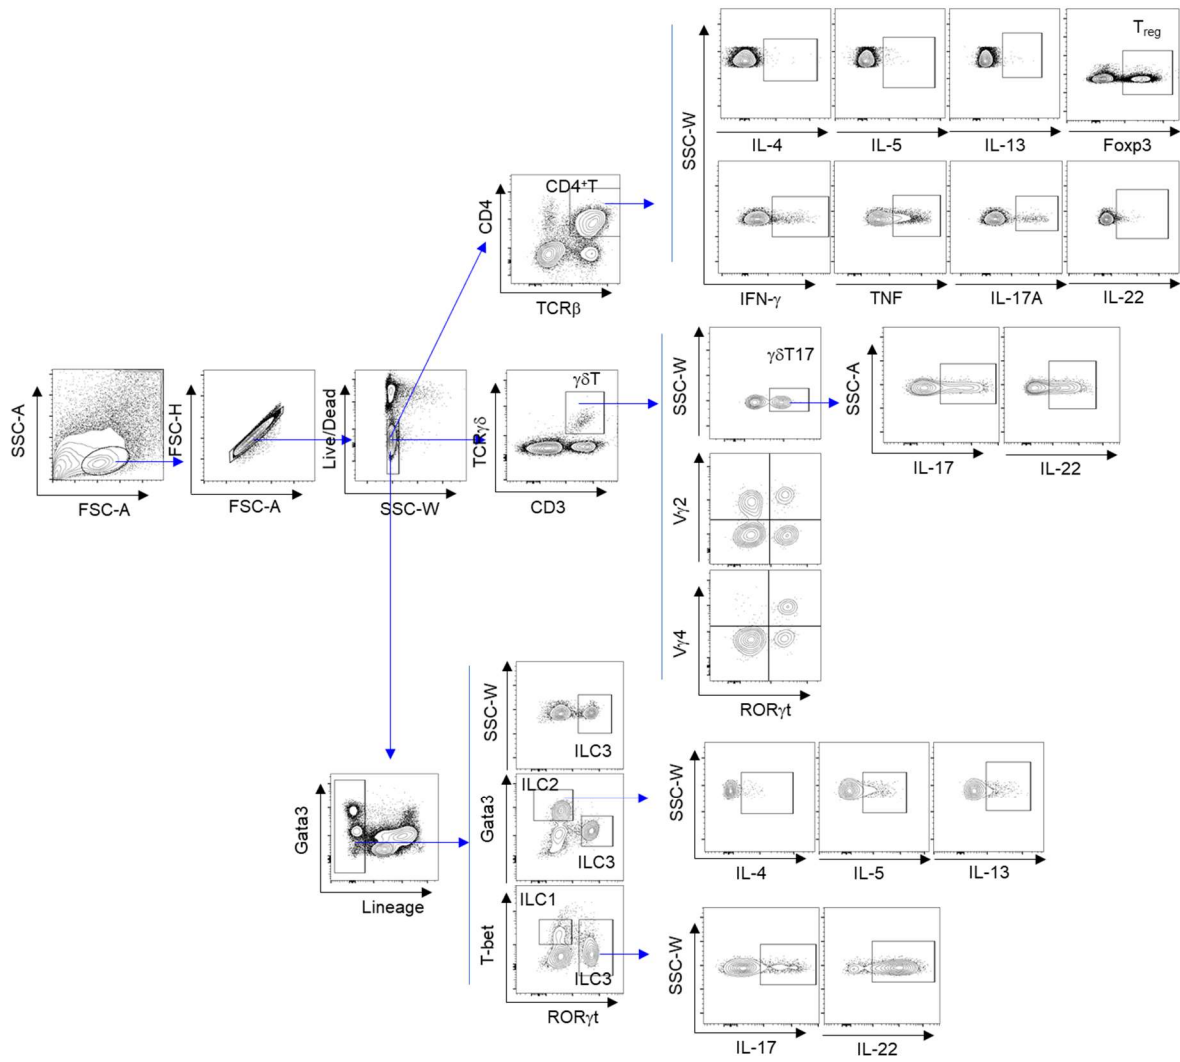 SSC-W
T_reg
IL-4
IL-5
IL-13
Foxp3
CD4
CD4⁺T
TCRβ
IFN-γ
TNF
IL-17A
IL-22
SSC-A
FSC-A
FSC-H
FSC-A
Live/Dead
SSC-W
TCRγδ
γδT
CD3
SSC-W
γδT17
SSC-A
IL-17
IL-22
Vγ2
Vγ4
RORγt
Gata3
Lineage
SSC-W
ILC3
Gata3
ILC2
ILC3
T-bet
ILC1
ILC3
RORγt
SSC-W
IL-4
IL-5
IL-13
SSC-W
IL-17
IL-22